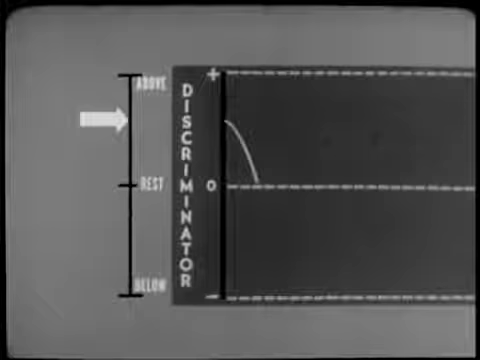 +
ABOVE
DISCRIMINATOR
REST
0
BELOW
−